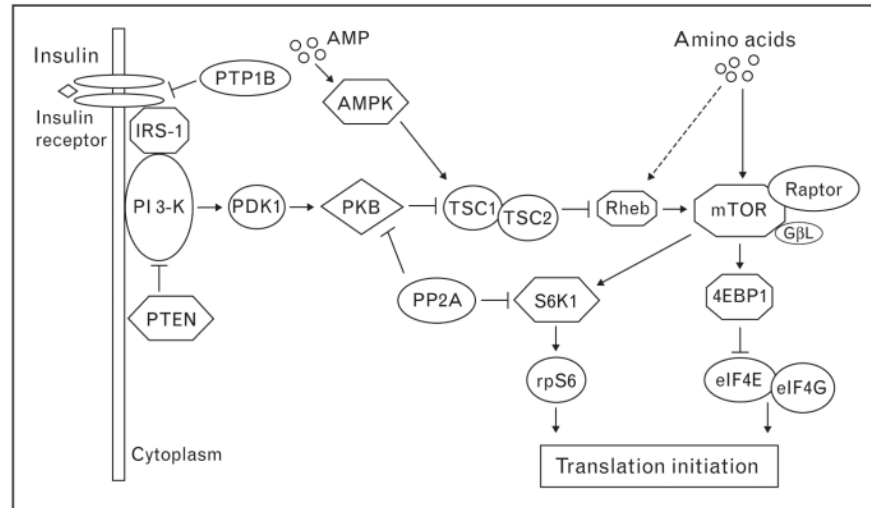 Insulin
AMP
Amino acids
PTP1B
AMPK
Insulin
receptor
IRS-1
PI 3-K
PDK1
PKB
TSC1
TSC2
Rheb
mTOR
Raptor
GβL
PTEN
PP2A
S6K1
4EBP1
rpS6
eIF4E
eIF4G
Cytoplasm
Translation initiation